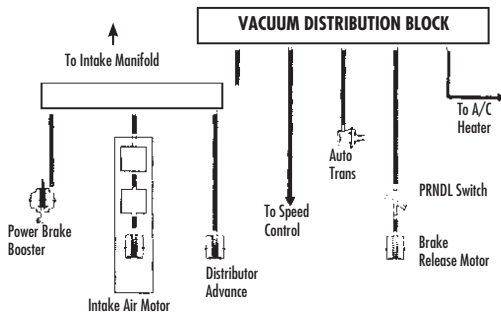 VACUUM DISTRIBUTION BLOCK
To Intake Manifold
To A/C
Heater
Auto
Trans
PRNDL Switch
To Speed
Control
Power Brake
Booster
Brake
Release Motor
Distributor
Advance
Intake Air Motor